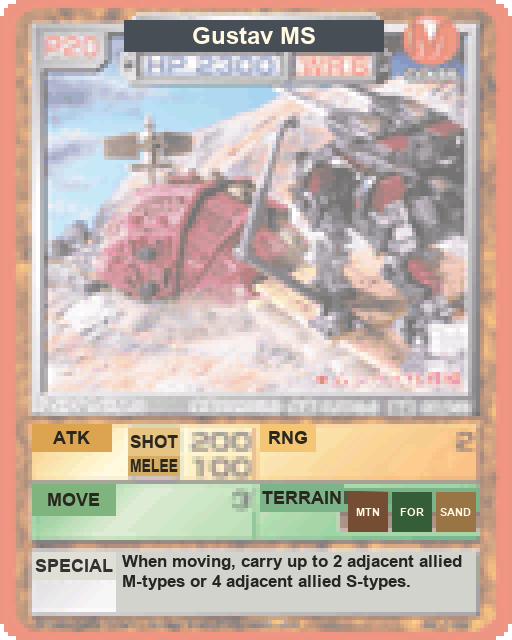 Gustav MS
P20
HP 2300
ATK
SHOT 200
MELEE 100
RNG 2
MOVE 3
TERRAIN MTN FOR SAND
SPECIAL
When moving, carry up to 2 adjacent allied
M-types or 4 adjacent allied S-types.